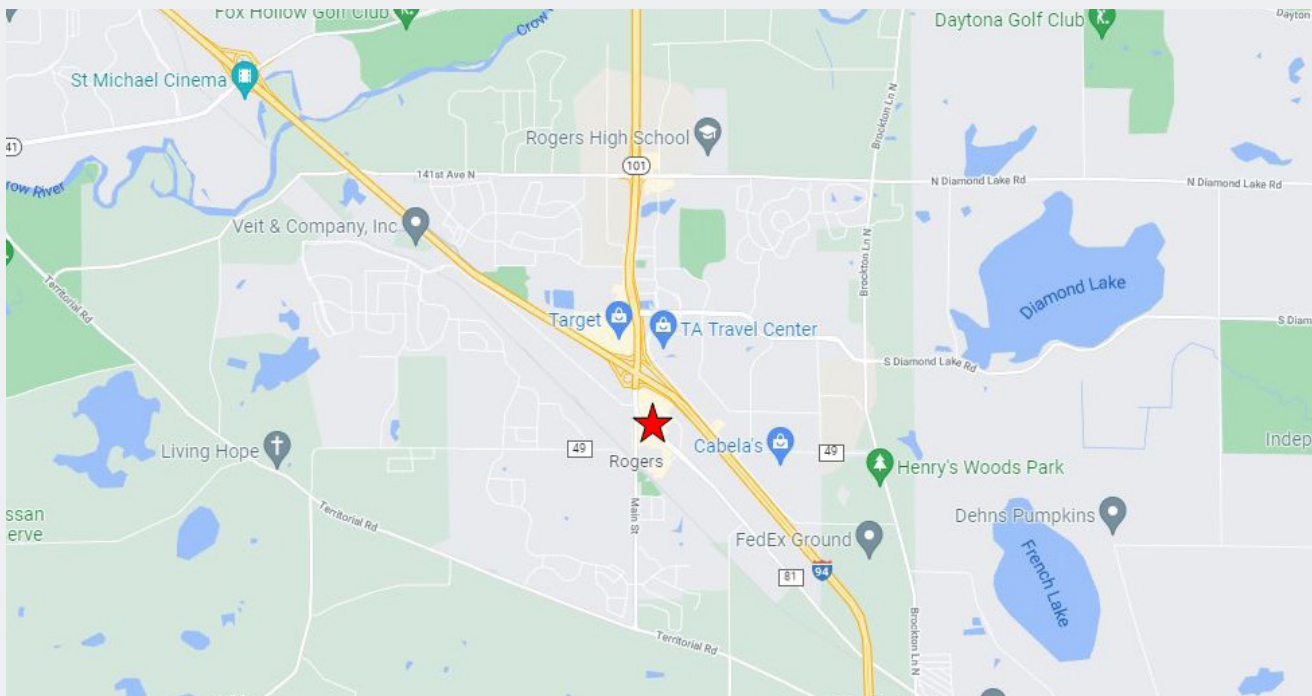 Fox Hollow Golf Club
Crow
Daytona Golf Club
Dayton
St Michael Cinema
Brockton Ln N
Rogers High School
41
101
141st Ave N
N Diamond Lake Rd
N Diamond Lake Rd
row River
Veit & Company, Inc
Brockton Ln N
Territorial Rd
Diamond Lake
Target
TA Travel Center
S Diam
S Diamond Lake Rd
Living Hope
49
Rogers
Cabela's
49
Indep
Henry's Woods Park
ssan
erve
Territorial Rd
Main St
Dehns Pumpkins
FedEx Ground
French Lake
81
94
Territorial Rd
Brockton Ln N